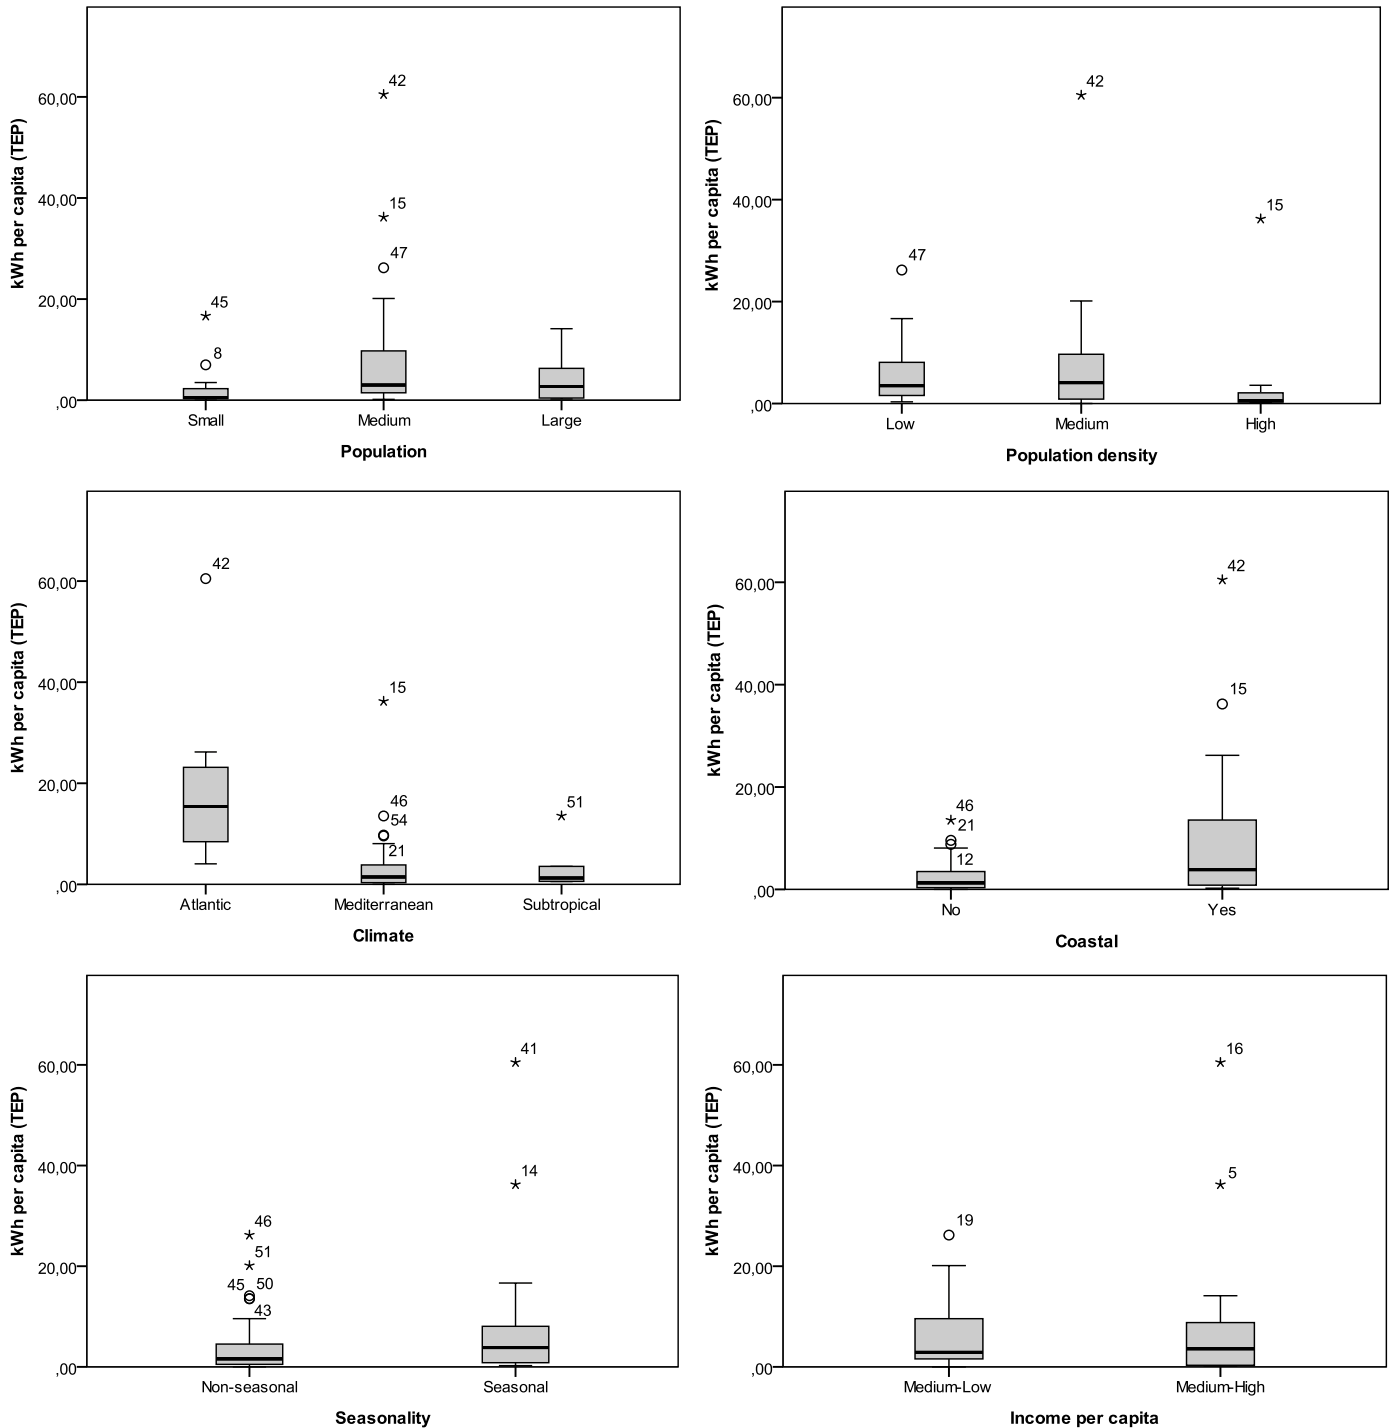 kWh per capita (TEP)
60,00
40,00
20,00
,00
42
15
47
45
8
Small Medium Large
Population
kWh per capita (TEP)
60,00
40,00
20,00
,00
42
15
47
Low Medium High
Population density
kWh per capita (TEP)
60,00
40,00
20,00
,00
42
15
46
54
21
51
Atlantic Mediterranean Subtropical
Climate
kWh per capita (TEP)
60,00
40,00
20,00
,00
42
15
46
21
12
No Yes
Coastal
kWh per capita (TEP)
60,00
40,00
20,00
,00
41
14
46
51
45 50
43
Non-seasonal Seasonal
Seasonality
kWh per capita (TEP)
60,00
40,00
20,00
,00
16
5
19
Medium-Low Medium-High
Income per capita